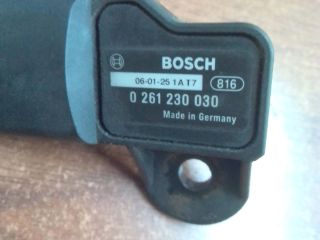 BOSCH
06-01-25 1A T7 816
0 261 230 030
Made in Germany